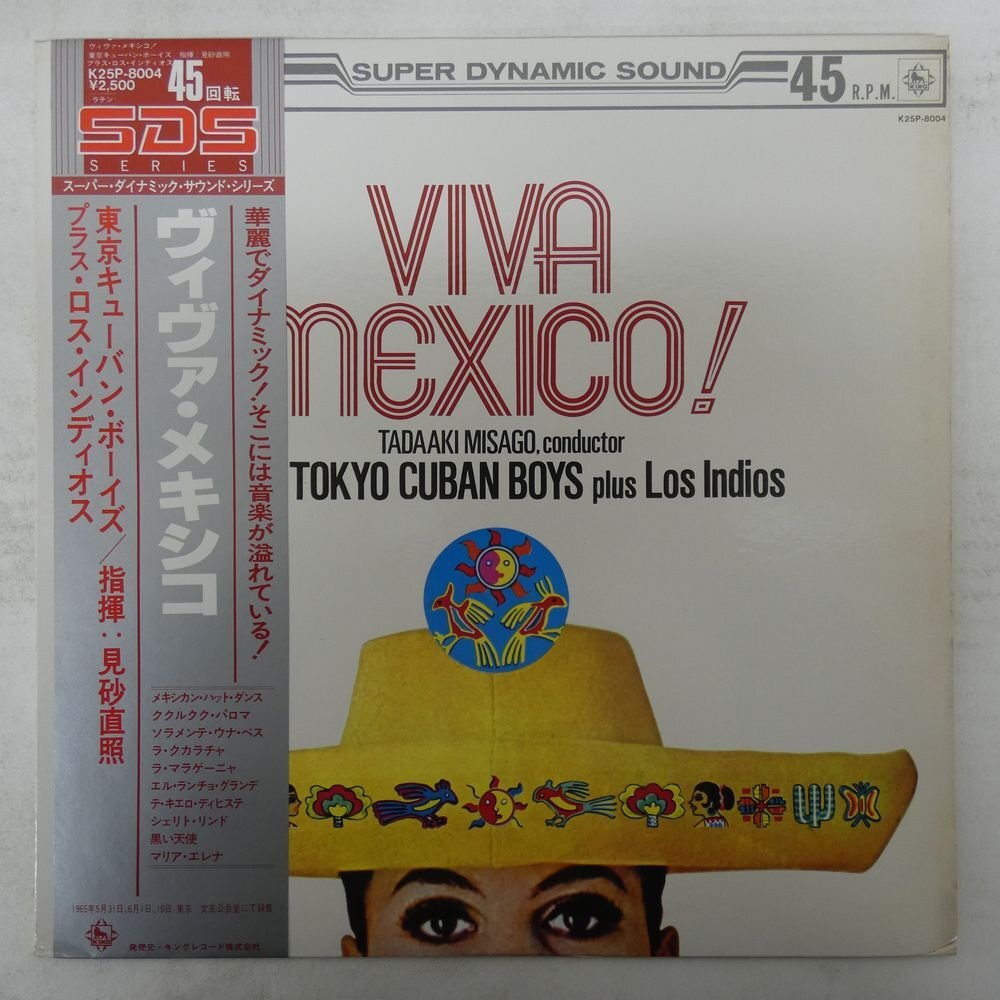 ヴィヴァ・メキシコ!
東京キューバン・ボーイズ 指揮:見砂直照
プラス・ロス・インディオス
K25P-8004
¥2,500
ラテン
45回転
SDS
SERIES
スーパー・ダイナミック・サウンド・シリーズ
華麗でダイナミック!そこには音楽が溢れている!
ヴィヴァ・メキシコ
東京キューバン・ボーイズ/指揮:見砂直照
プラス・ロス・インディオス
メキシカン・ハット・ダンス
ククルクク・パロマ
ソラメンテ・ウナ・ベス
ラ・クカラチャ
ラ・マラゲーニャ
エル・ランチョ・グランデ
テ・キエロ・ディヒステ
シェリト・リンド
黒い天使
マリア・エレナ
1965年5月31日、6月1日、10日 東京/文京公会堂にて録音
KING
発売元・キングレコード株式会社
SUPER DYNAMIC SOUND
45 R.P.M.
KING
K25P-8004
VIVA
MEXICO!
TADAAKI MISAGO, conductor
TOKYO CUBAN BOYS plus Los Indios